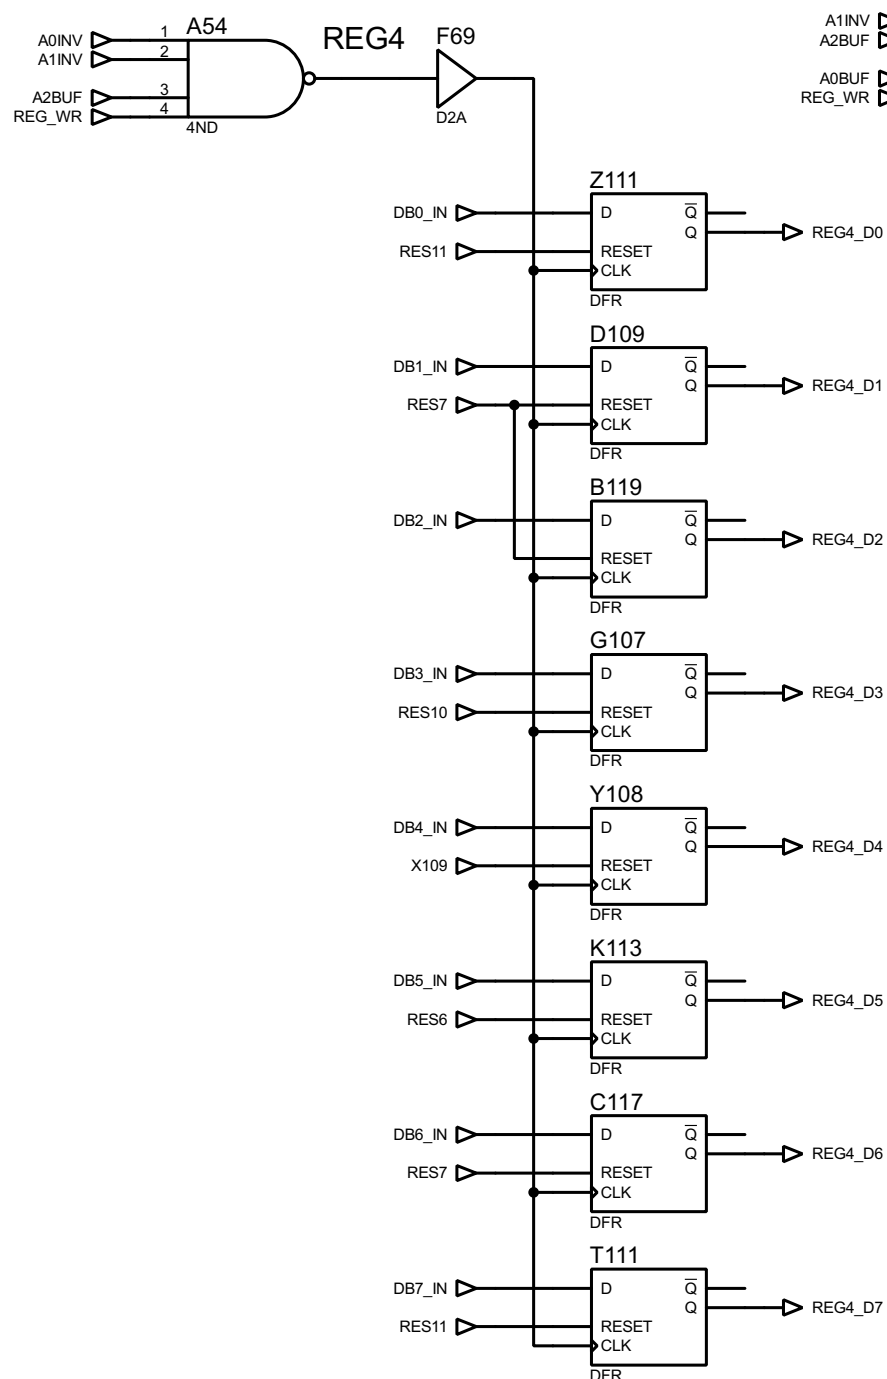 A54
REG4
F69
A0INV
1
A1INV
2
A2BUF
3
REG_WR
4
4ND
D2A
A1INV
A2BUF
A0BUF
REG_WR
Z111
DB0_IN
D
Q
Q
REG4_D0
RES11
RESET
CLK
DFR
D109
DB1_IN
D
Q
Q
REG4_D1
RES7
RESET
CLK
DFR
B119
DB2_IN
D
Q
Q
REG4_D2
RESET
CLK
DFR
G107
DB3_IN
D
Q
Q
REG4_D3
RES10
RESET
CLK
DFR
Y108
DB4_IN
D
Q
Q
REG4_D4
X109
RESET
CLK
DFR
K113
DB5_IN
D
Q
Q
REG4_D5
RES6
RESET
CLK
DFR
C117
DB6_IN
D
Q
Q
REG4_D6
RES7
RESET
CLK
DFR
T111
DB7_IN
D
Q
Q
REG4_D7
RES11
RESET
CLK
DFR